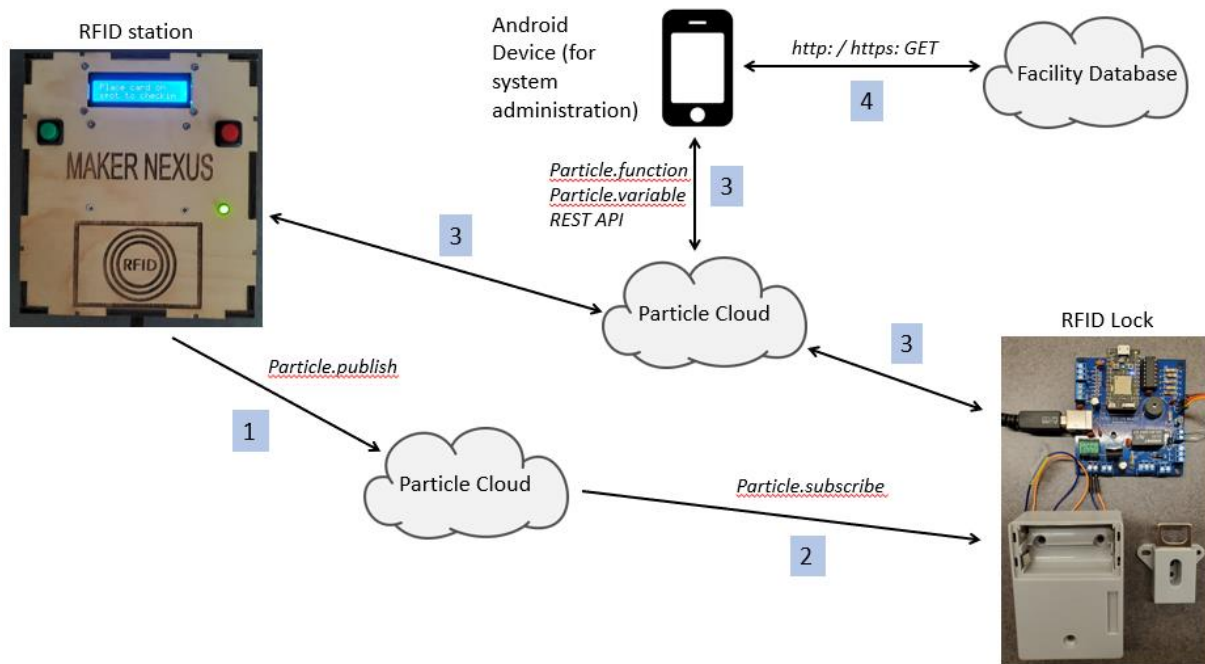 RFID station
Place card on
spot to checkin
MAKER NEXUS
RFID
Android
Device (for
system
administration)
http: / https: GET
4
Facility Database
Particle.function
Particle.variable
REST API
3
3
Particle Cloud
3
RFID Lock
Particle.publish
1
Particle Cloud
Particle.subscribe
2